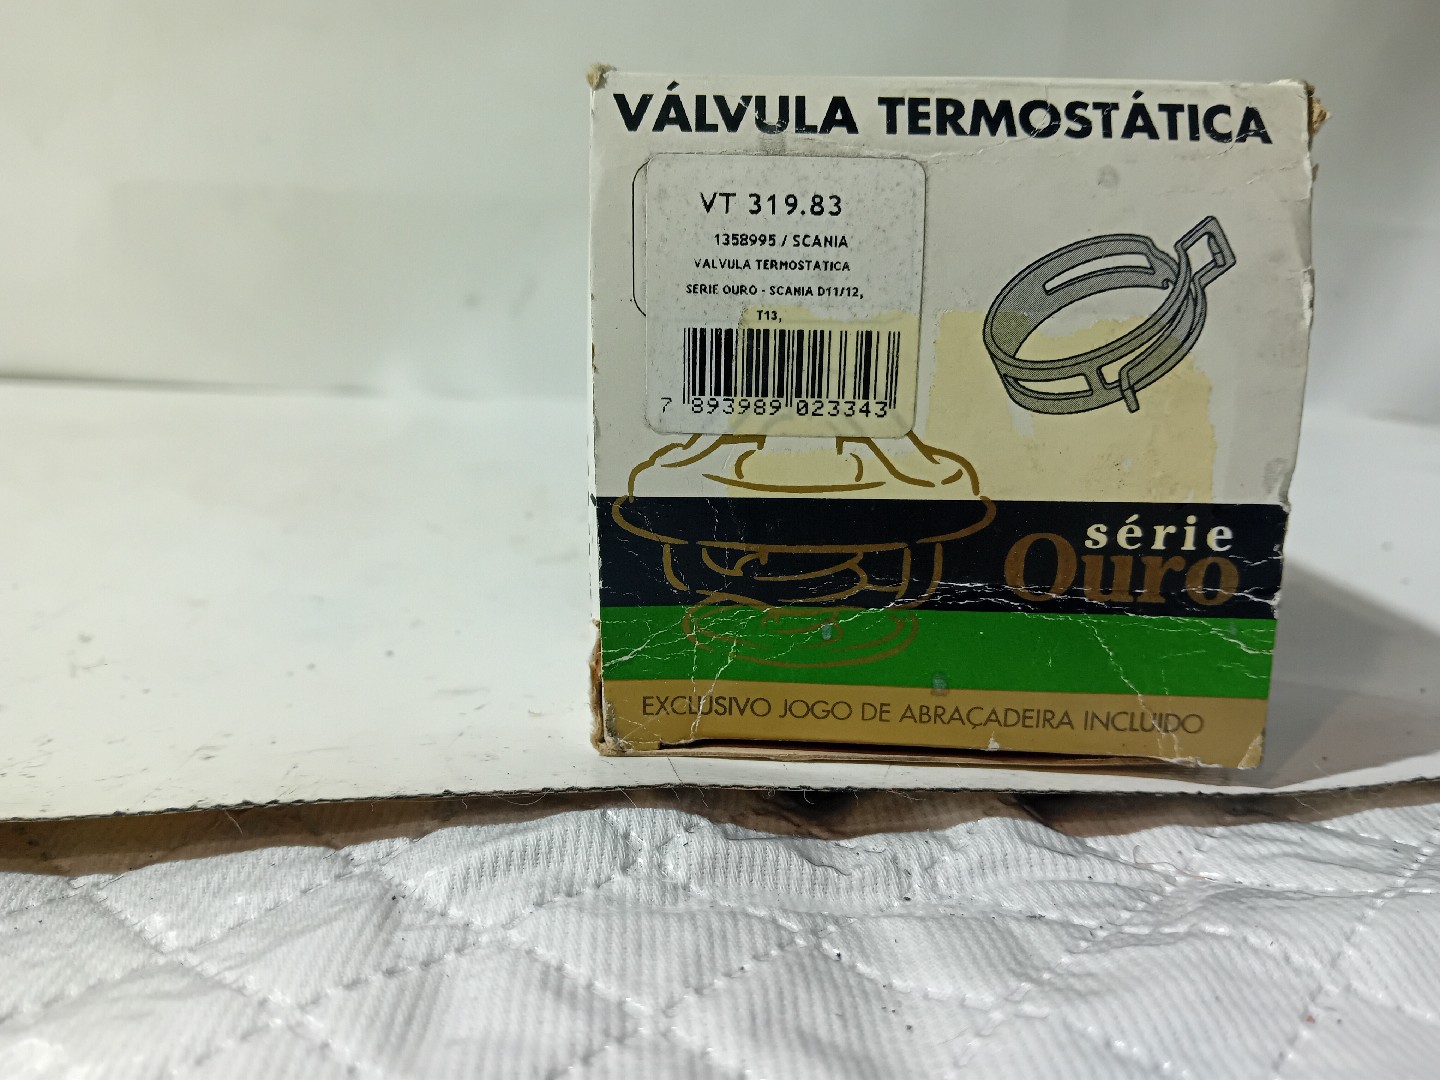 VÁLVULA TERMOSTÁTICA
VT 319.83
1358995 / SCANIA
VALVULA TERMOSTATICA
SERIE OURO - SCANIA D11/12,
T13,
7 893989 023343
série
Ouro
EXCLUSIVO JOGO DE ABRAÇADEIRA INCLUIDO